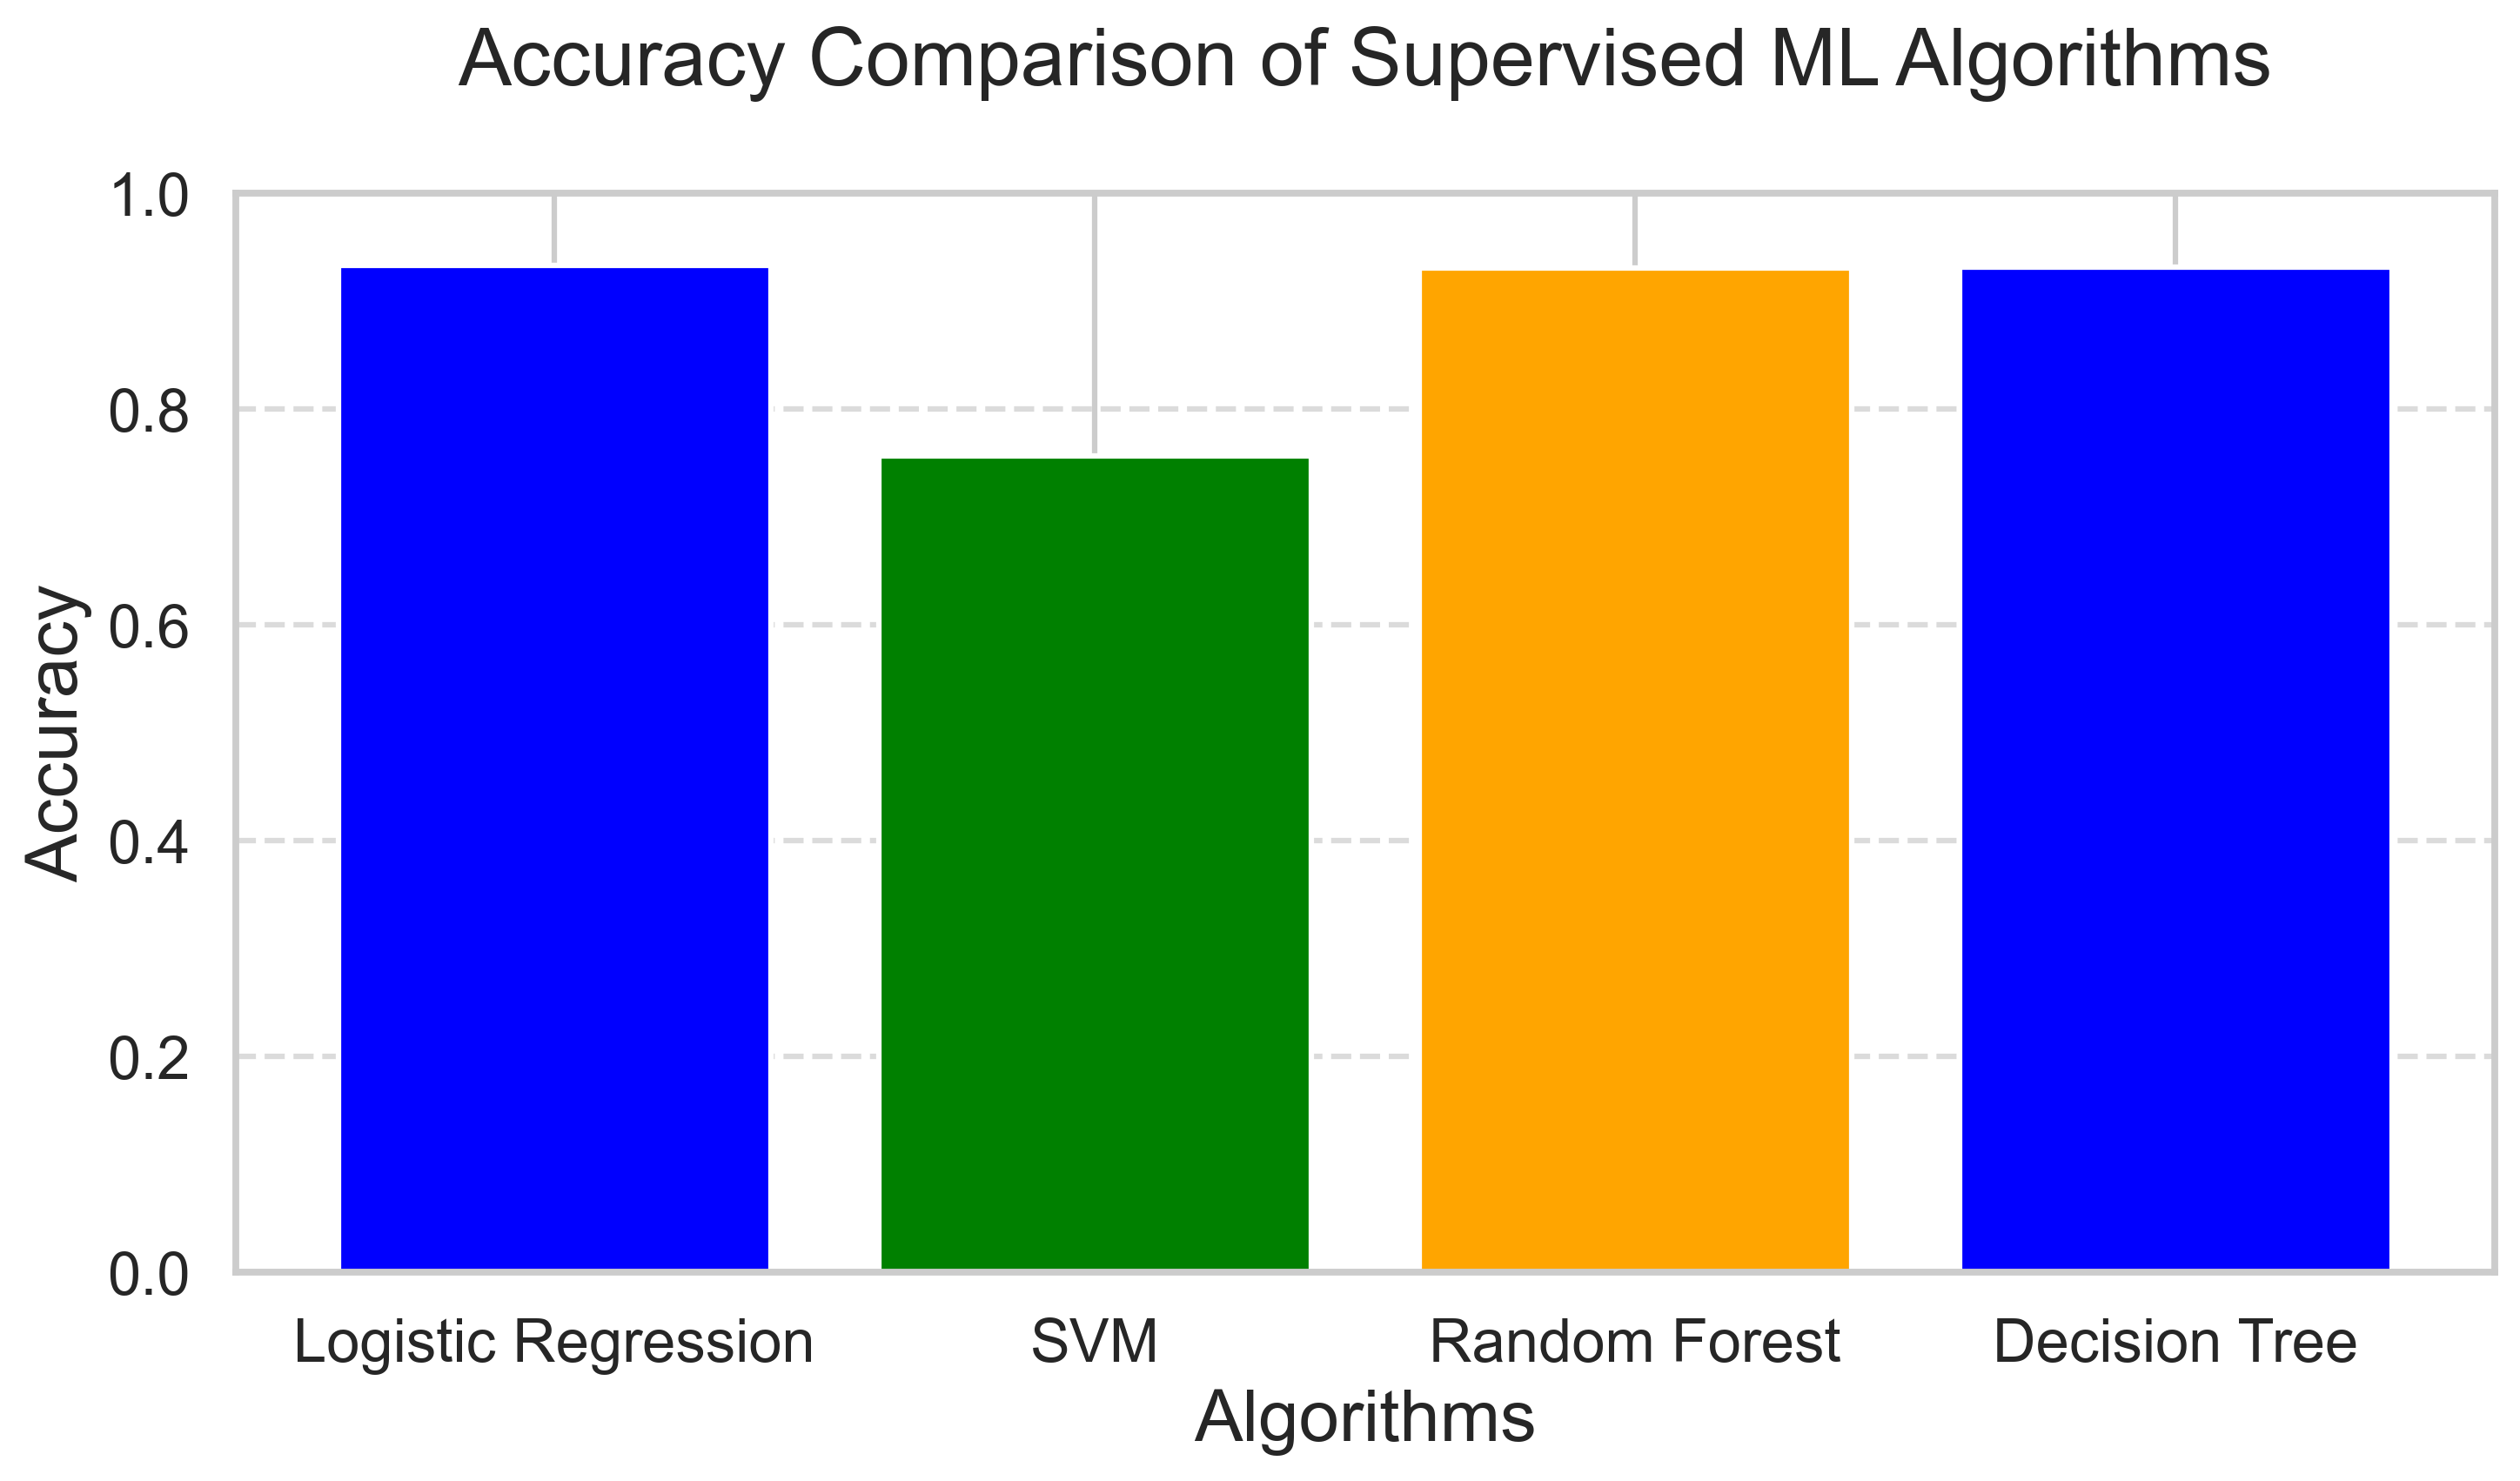 Accuracy Comparison of Supervised ML Algorithms
1.0
0.8
0.6
0.4
0.2
0.0
Accuracy
Logistic Regression SVM Random Forest Decision Tree
Algorithms